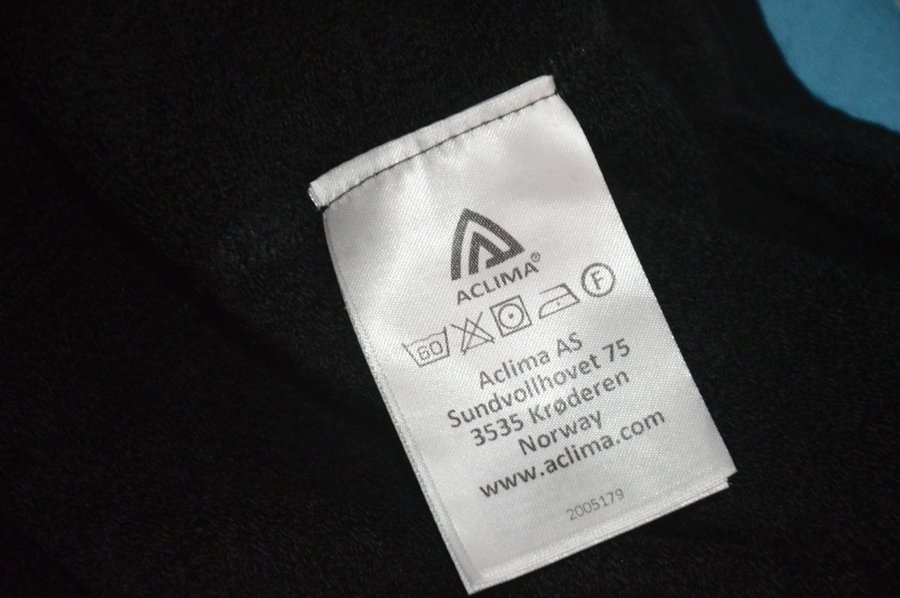 ACLIMA®
60 F
Aclima AS
Sundvollhovet 75
3535 Krøderen
Norway
www.aclima.com
2005179